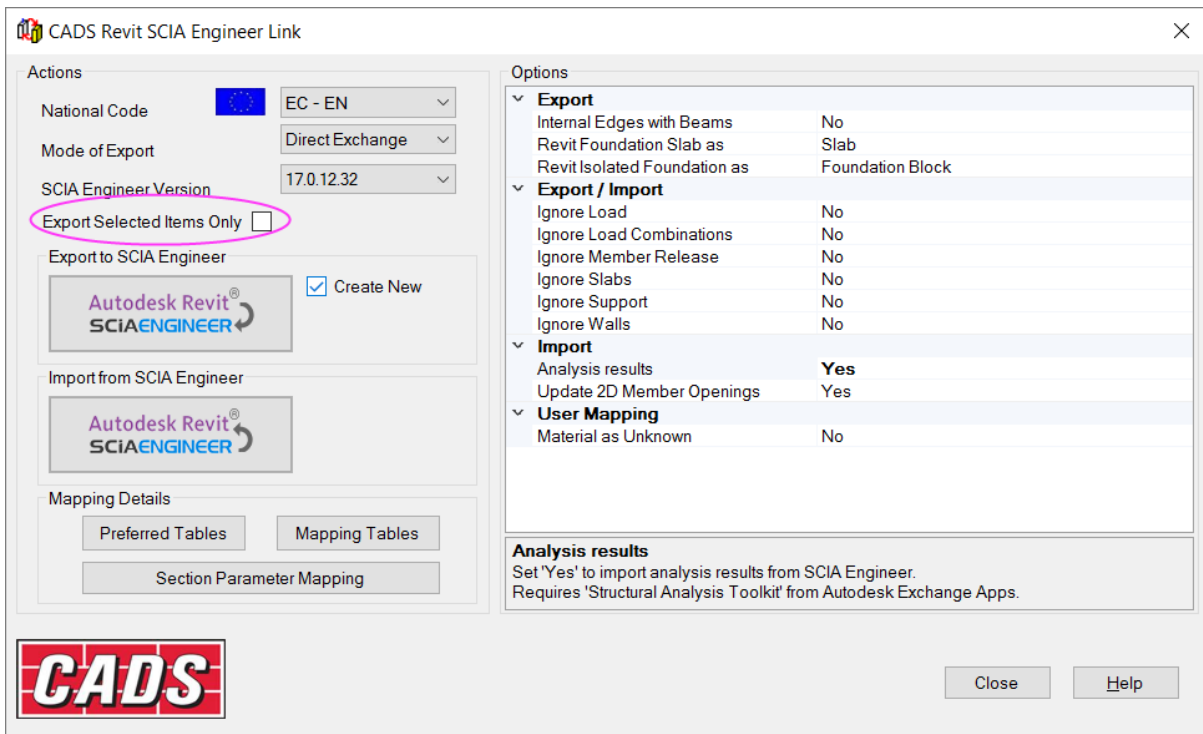 CADS Revit SCIA Engineer Link
Actions
National Code
EC - EN
Mode of Export
Direct Exchange
SCIA Engineer Version
17.0.12.32
Export Selected Items Only
Export to SCIA Engineer
Autodesk Revit®
SCiAENGINEER
Create New
Import from SCIA Engineer
Autodesk Revit®
SCiAENGINEER
Mapping Details
Preferred Tables
Mapping Tables
Section Parameter Mapping
CADS
Options
Export
Internal Edges with Beams No
Revit Foundation Slab as Slab
Revit Isolated Foundation as Foundation Block
Export / Import
Ignore Load No
Ignore Load Combinations No
Ignore Member Release No
Ignore Slabs No
Ignore Support No
Ignore Walls No
Import
Analysis results Yes
Update 2D Member Openings Yes
User Mapping
Material as Unknown No
Analysis results
Set 'Yes' to import analysis results from SCIA Engineer.
Requires 'Structural Analysis Toolkit' from Autodesk Exchange Apps.
Close
Help